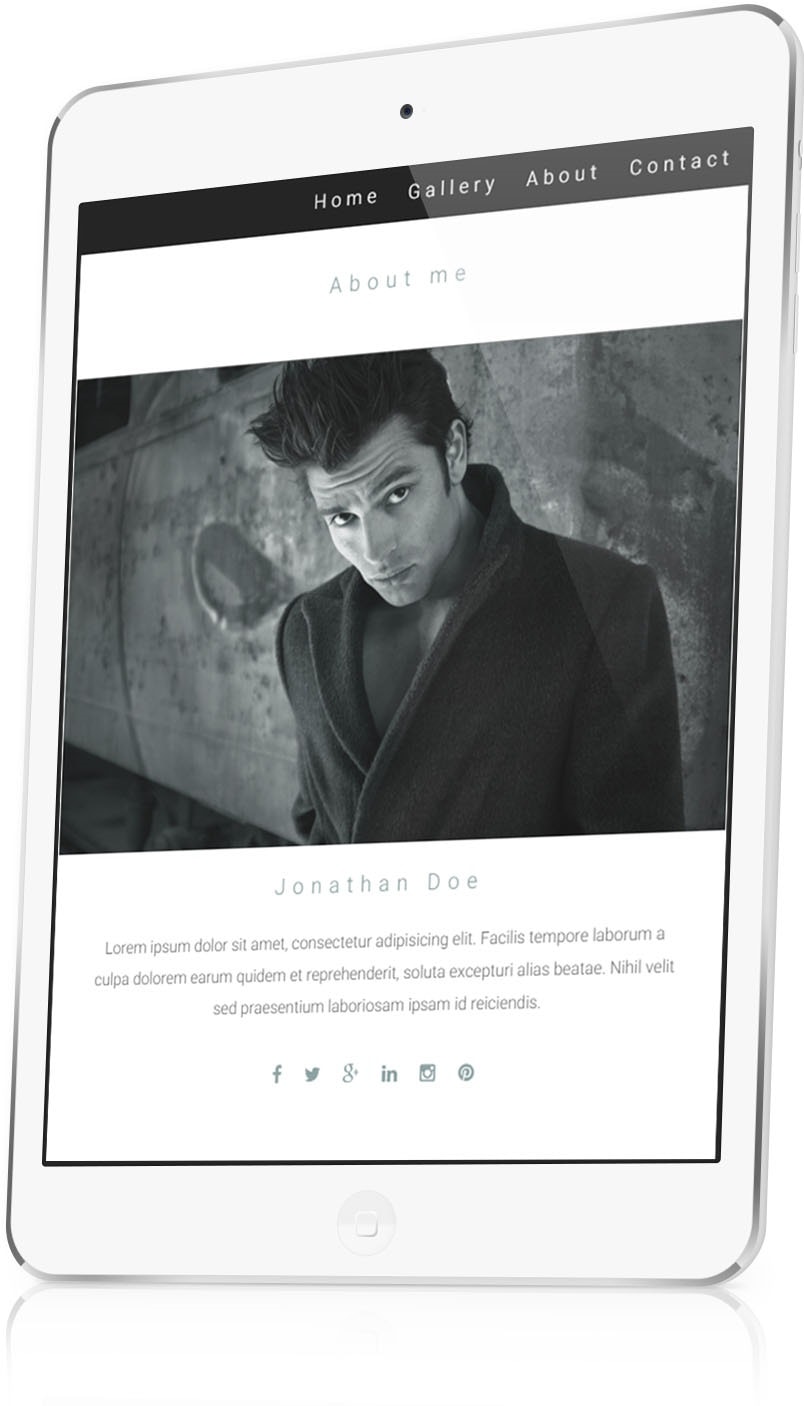 Home Gallery About Contact
About me
Jonathan Doe
Lorem ipsum dolor sit amet, consectetur adipisicing elit. Facilis tempore laborum a
culpa dolorem earum quidem et reprehenderit, soluta excepturi alias beatae. Nihil velit
sed praesentium laboriosam ipsam id reiciendis.